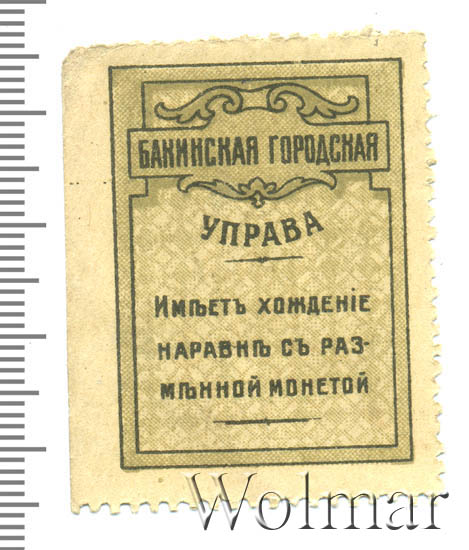 БАКИНСКАЯ ГОРОДСКАЯ
УПРАВА
ИМѢЕТЪ ХОЖДЕНІЕ
НАРАВНѢ СЪ РАЗ-
МѢННОЙ МОНЕТОЙ
Wolmar